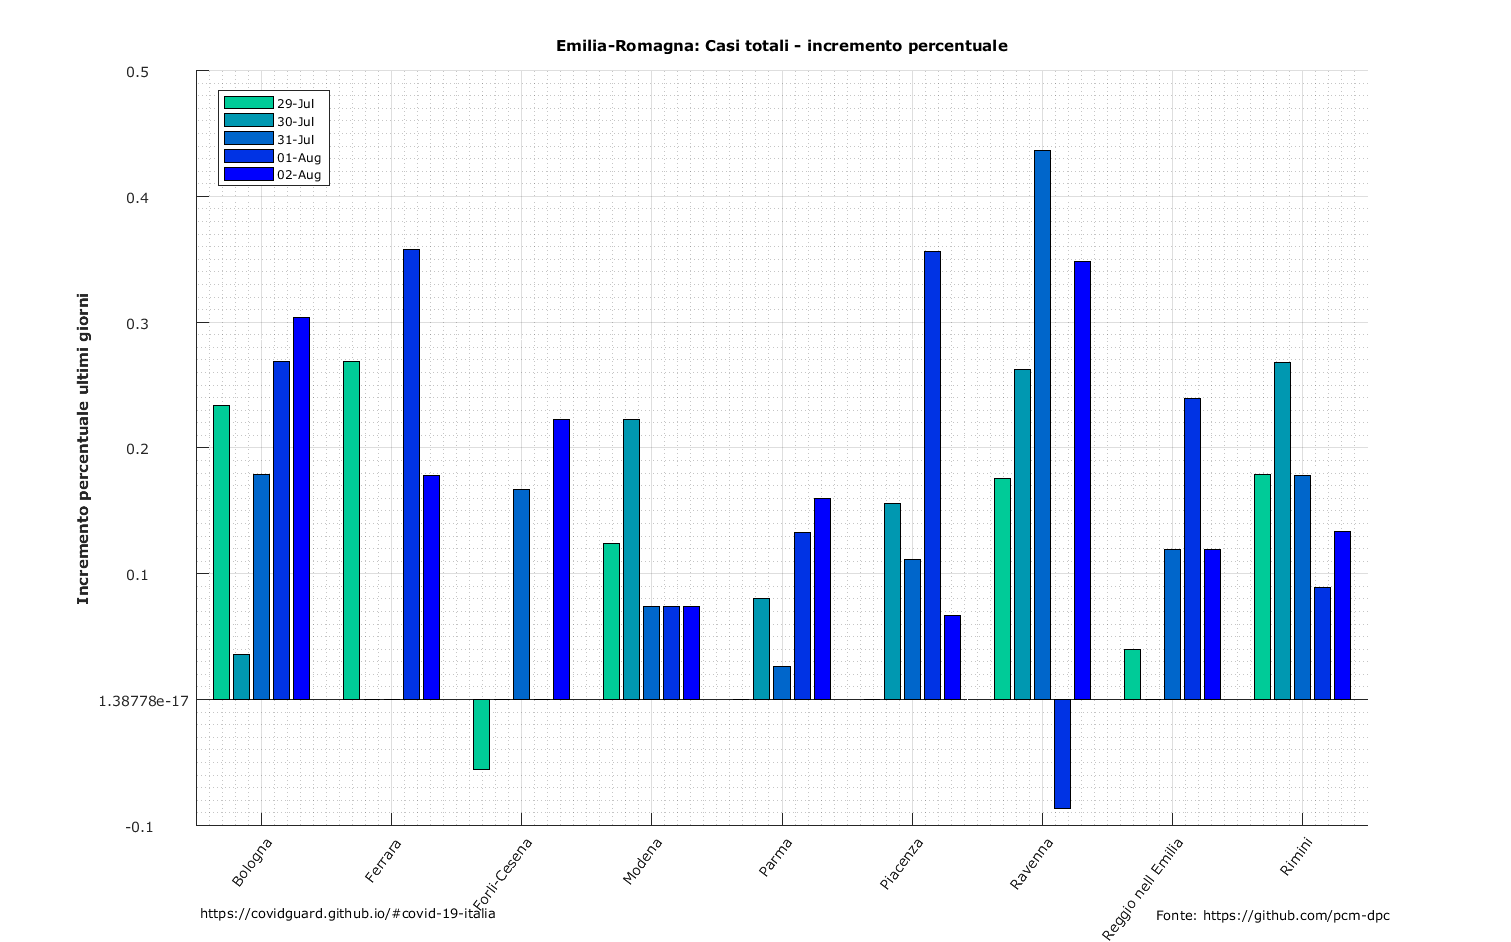 Emilia-Romagna: Casi totali - incremento percentuale
0.5
0.4
0.3
0.2
0.1
1.38778e-17
-0.1
Incremento percentuale ultimi giorni
29-Jul
30-Jul
31-Jul
01-Aug
02-Aug
Bologna
Ferrara
Forlì-Cesena
Modena
Parma
Piacenza
Ravenna
Reggio nell Emilia
Rimini
https://covidguard.github.io/#covid-19-italia
Fonte: https://github.com/pcm-dpc